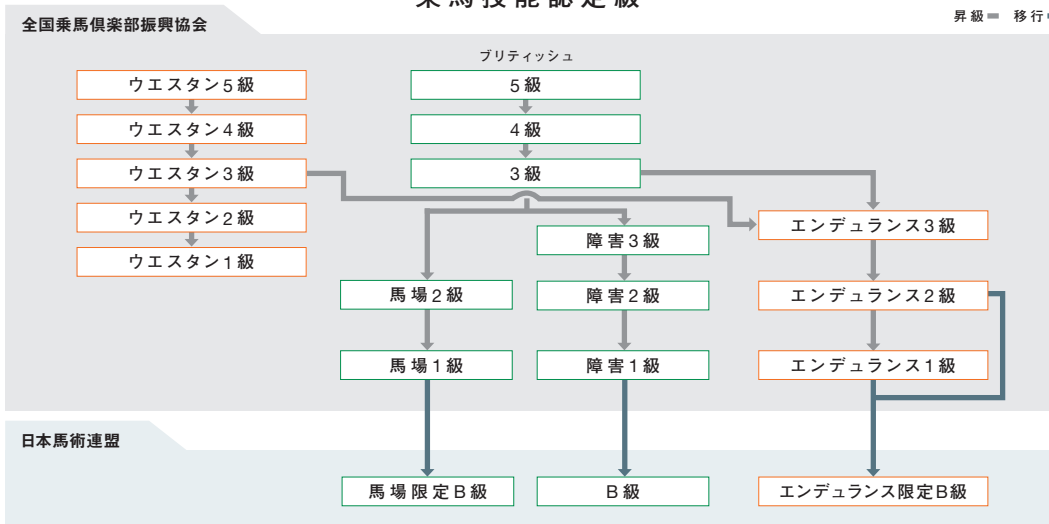 乗馬技能認定級
昇級 移行
全国乗馬倶楽部振興協会
ブリティッシュ
ウエスタン5級
5級
ウエスタン4級
4級
ウエスタン3級
3級
ウエスタン2級
エンデュランス3級
障害3級
ウエスタン1級
馬場2級
障害2級
エンデュランス2級
馬場1級
障害1級
エンデュランス1級
日本馬術連盟
馬場限定B級
B級
エンデュランス限定B級